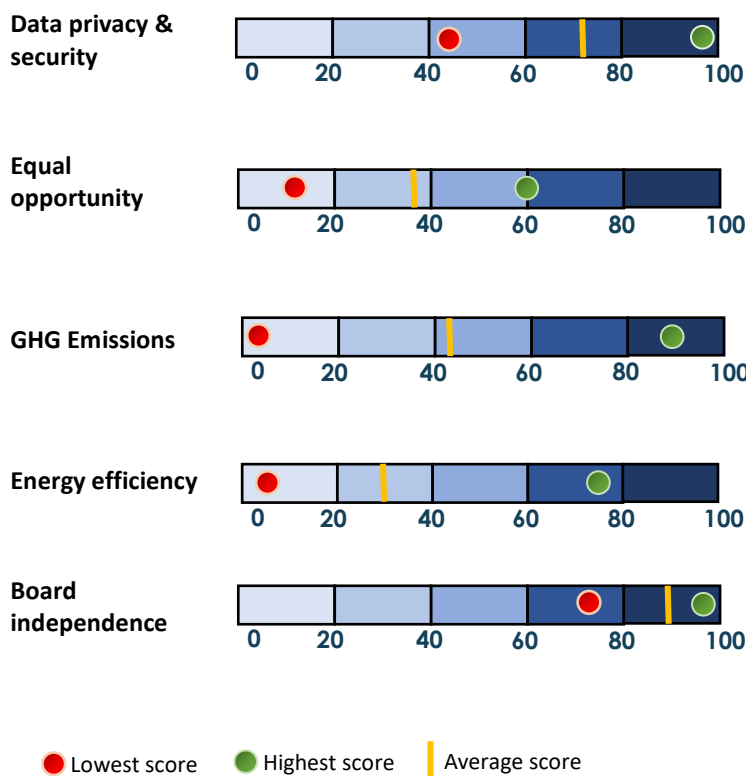 Data privacy &
security
0 20 40 60 80 100
Equal
opportunity
0 20 40 60 80 100
GHG Emissions
0 20 40 60 80 100
Energy efficiency
0 20 40 60 80 100
Board
independence
0 20 40 60 80 100
Lowest score Highest score Average score